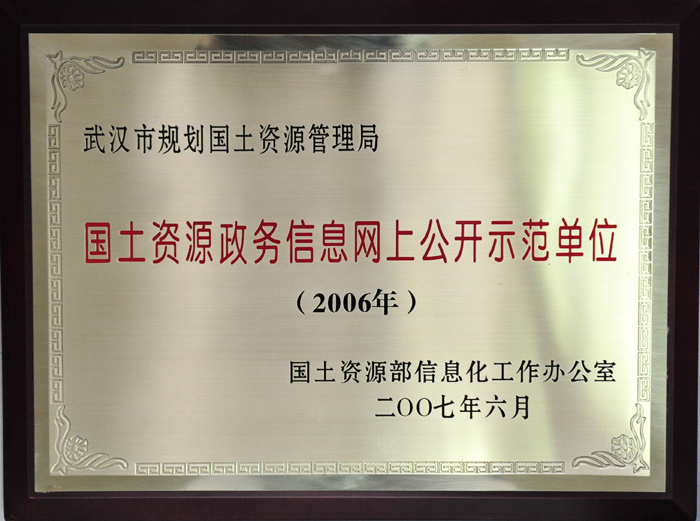 武汉市规划国土资源管理局
国土资源政务信息网上公开示范单位
（2006年）
国土资源部信息化工作办公室
二〇〇七年六月